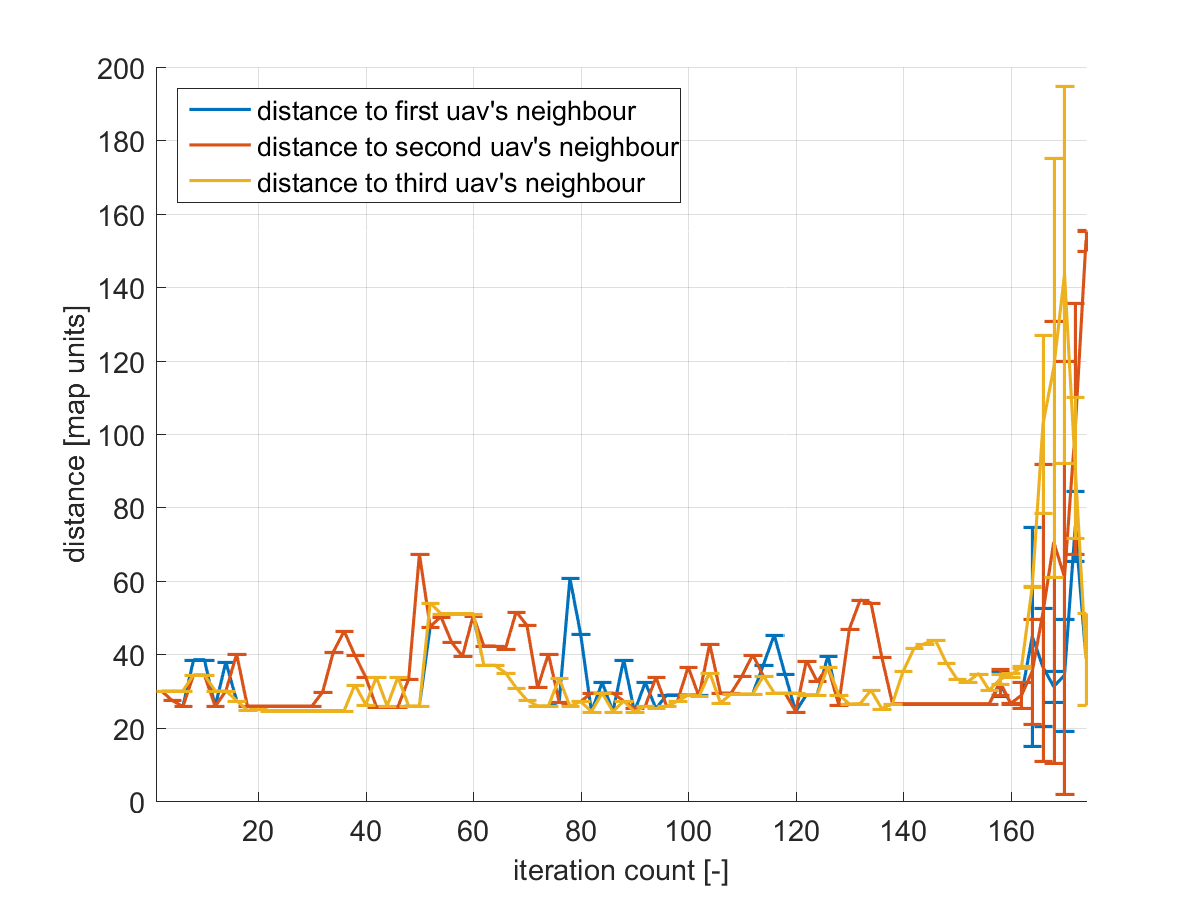 200
180
160
140
120
100
80
60
40
20
0
distance [map units]
distance to first uav's neighbour
distance to second uav's neighbour
distance to third uav's neighbour
20 40 60 80 100 120 140 160
iteration count [-]